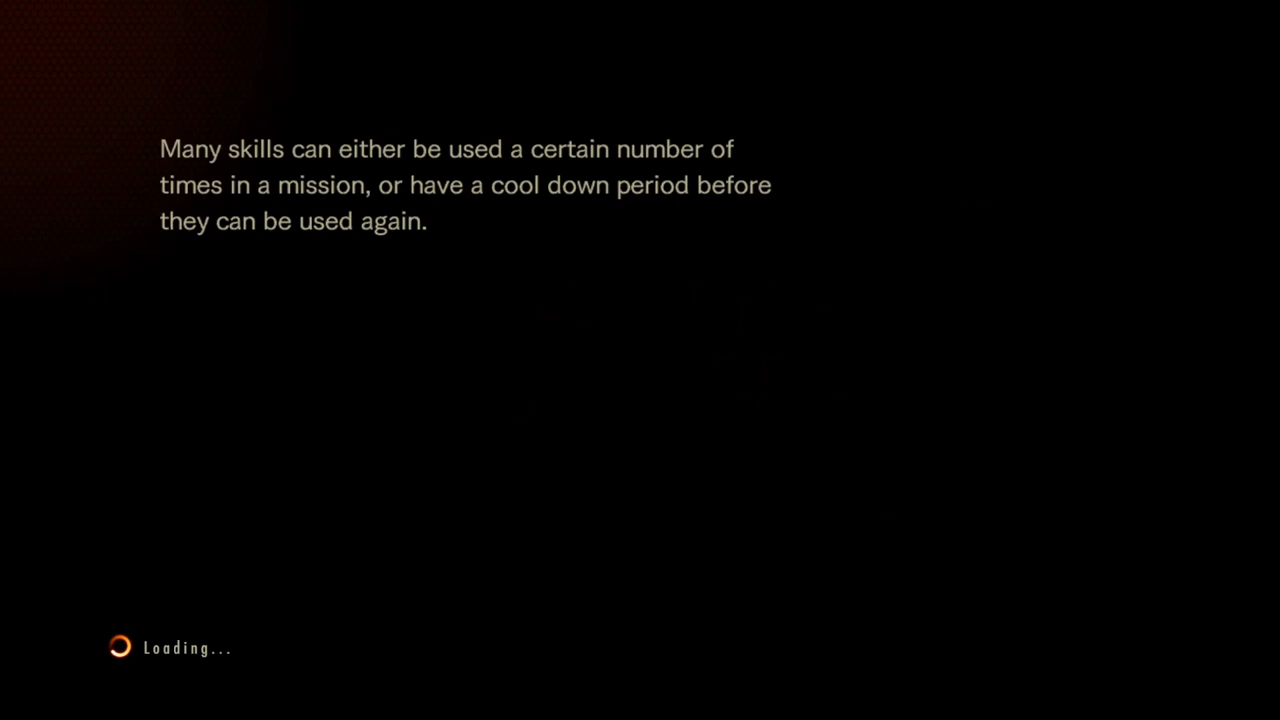 Many skills can either be used a certain number of
times in a mission, or have a cool down period before
they can be used again.
Loading...